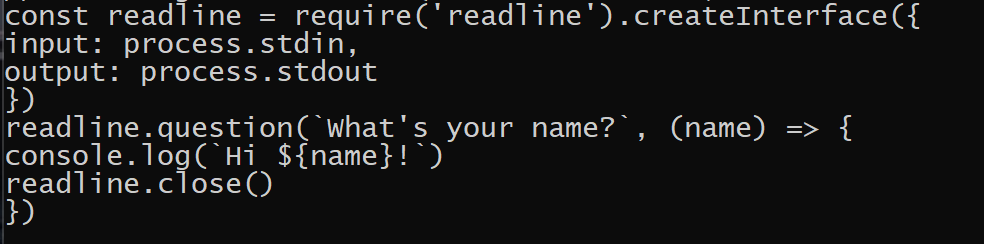 const readline = require('readline').createInterface({
input: process.stdin,
output: process.stdout
})
readline.question(`What's your name?`, (name) => {
console.log(`Hi ${name}!`)
readline.close()
})